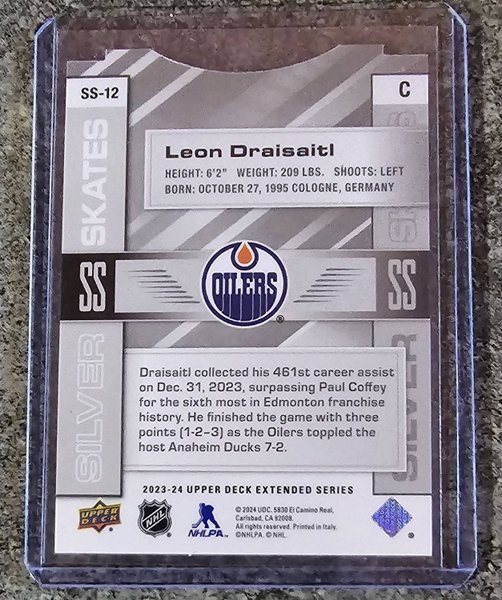 SS-12
C
SILVER SKATES
Leon Draisaitl
HEIGHT: 6'2" WEIGHT: 209 LBS. SHOOTS: LEFT
BORN: OCTOBER 27, 1995 COLOGNE, GERMANY
SS
OILERS
®
SS
Draisaitl collected his 461st career assist
on Dec. 31, 2023, surpassing Paul Coffey
for the sixth most in Edmonton franchise
history. He finished the game with three
points (1-2–3) as the Oilers toppled the
host Anaheim Ducks 7-2.
2023-24 UPPER DECK EXTENDED SERIES
UPPER DECK
NHL
NHLPA
© 2024 UDC. 5830 El Camino Real,
Carlsbad, CA 92008.
All rights reserved. Printed in Italy.
©NHLPA. © NHL.